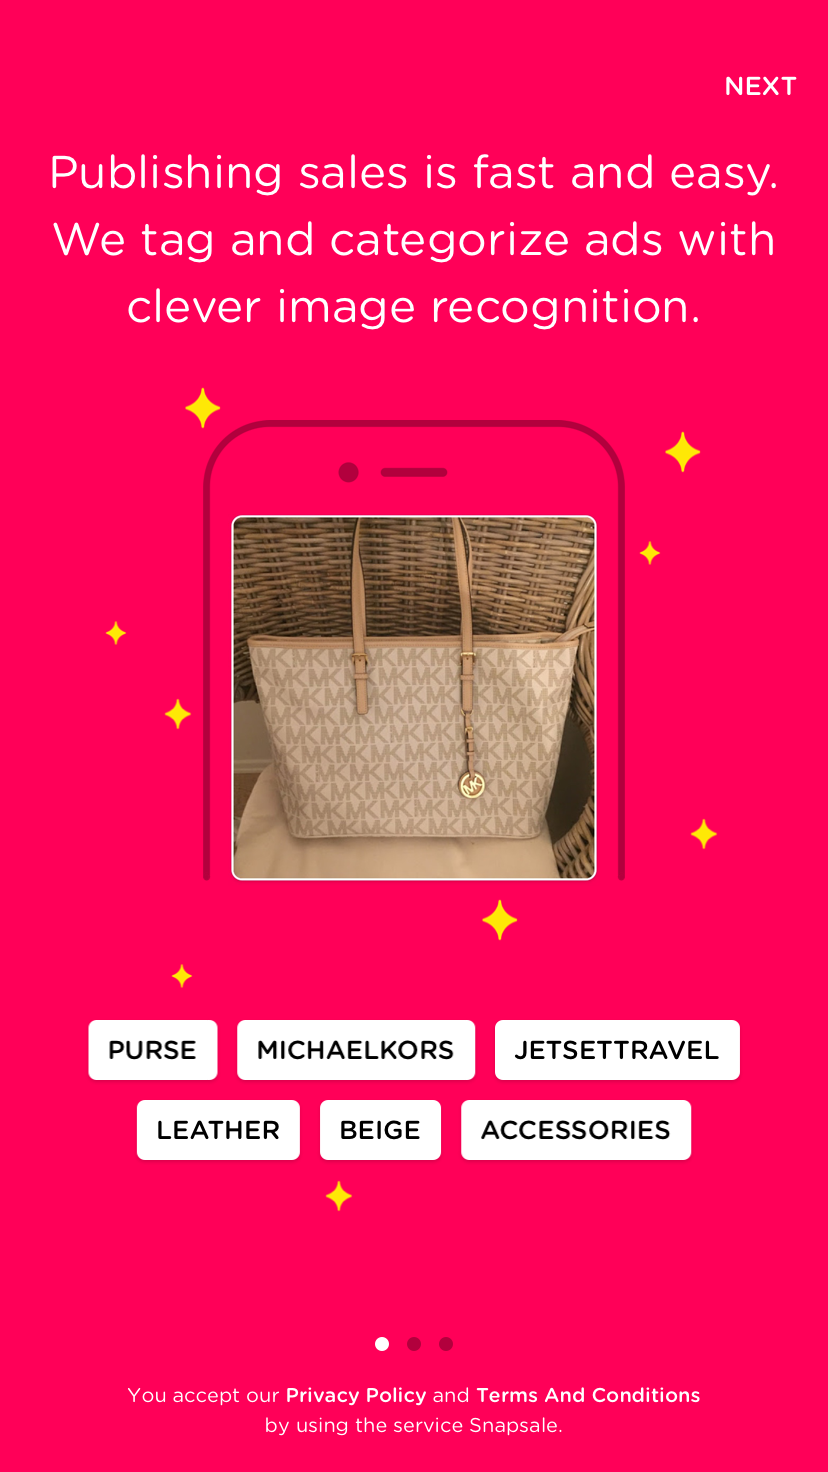 NEXT
Publishing sales is fast and easy.
We tag and categorize ads with
clever image recognition.
MK
PURSE MICHAELKORS JETSETTRAVEL
LEATHER BEIGE ACCESSORIES
You accept our Privacy Policy and Terms And Conditions
by using the service Snapsale.